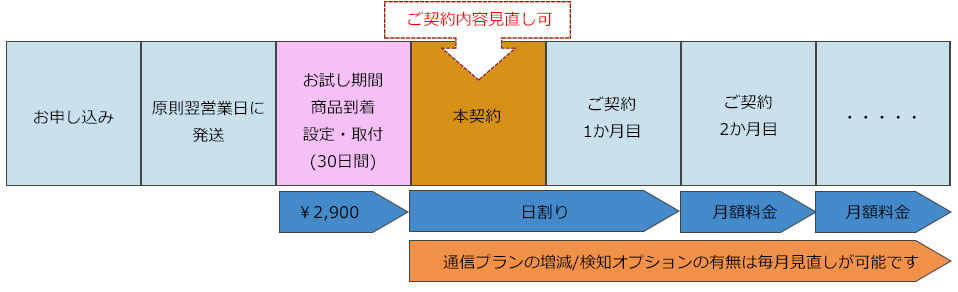 ご契約内容見直し可
お申し込み
原則翌営業日に
発送
お試し期間
商品到着
設定・取付
(30日間)
本契約
ご契約
1か月目
ご契約
2か月目
・・・・・
¥2,900
日割り
月額料金
月額料金
通信プランの増減/検知オプションの有無は毎月見直しが可能です